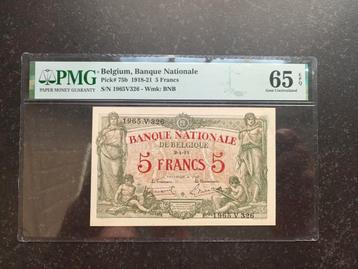 PMG
PAPER MONEY GUARANTY
Belgium, Banque Nationale
Pick# 75b 1918-21 5 Francs
S/N 1965V326 - Wmk: BNB
65 EPQ
Gem Uncirculated
1965.V 326
BANQUE NATIONALE
DE BELGIQUE
5 FRANCS 5
1965.V 326